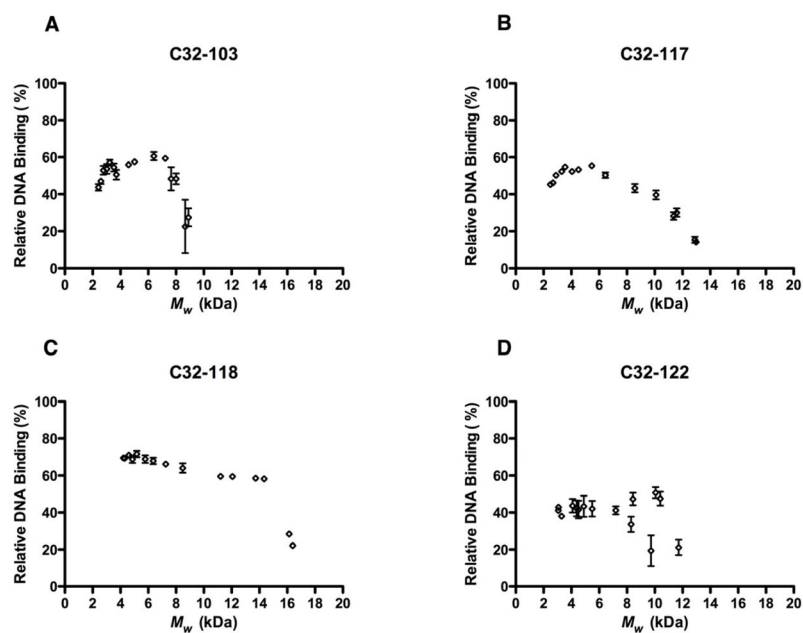 A
C32-103
Relative DNA Binding ( %)
100
80
60
40
20
0
0 2 4 6 8 10 12 14 16 18 20
Mw (kDa)
B
C32-117
Relative DNA Binding (%)
100
80
60
40
20
0
0 2 4 6 8 10 12 14 16 18 20
Mw (kDa)
C
C32-118
Relative DNA Binding (%)
100
80
60
40
20
0
0 2 4 6 8 10 12 14 16 18 20
Mw (kDa)
D
C32-122
Relative DNA Binding (%)
100
80
60
40
20
0
0 2 4 6 8 10 12 14 16 18 20
Mw (kDa)